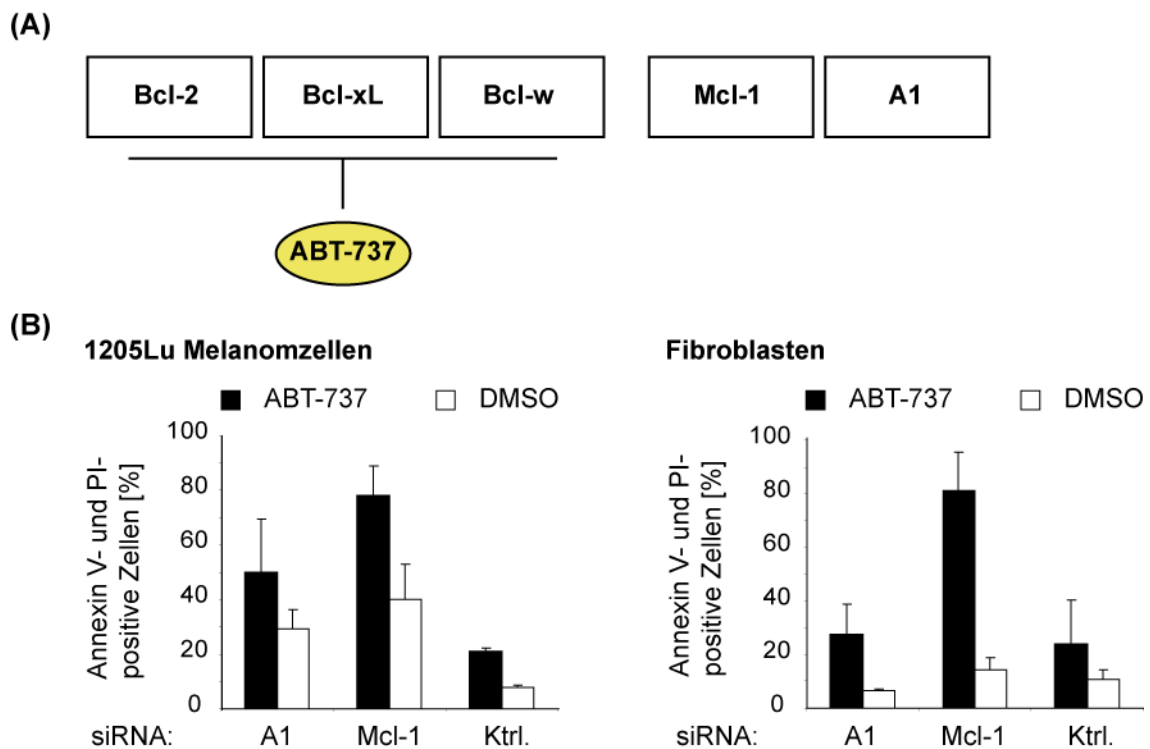 (A)
Bcl-2 Bcl-xL Bcl-w Mcl-1 A1
ABT-737
(B)
1205Lu Melanomzellen
ABT-737 DMSO
Annexin V- und PI-
positive Zellen [%]
100
80
60
40
20
0
siRNA: A1 Mcl-1 Ktrl.
Fibroblasten
ABT-737 DMSO
Annexin V- und PI-
positive Zellen [%]
100
80
60
40
20
0
siRNA: A1 Mcl-1 Ktrl.